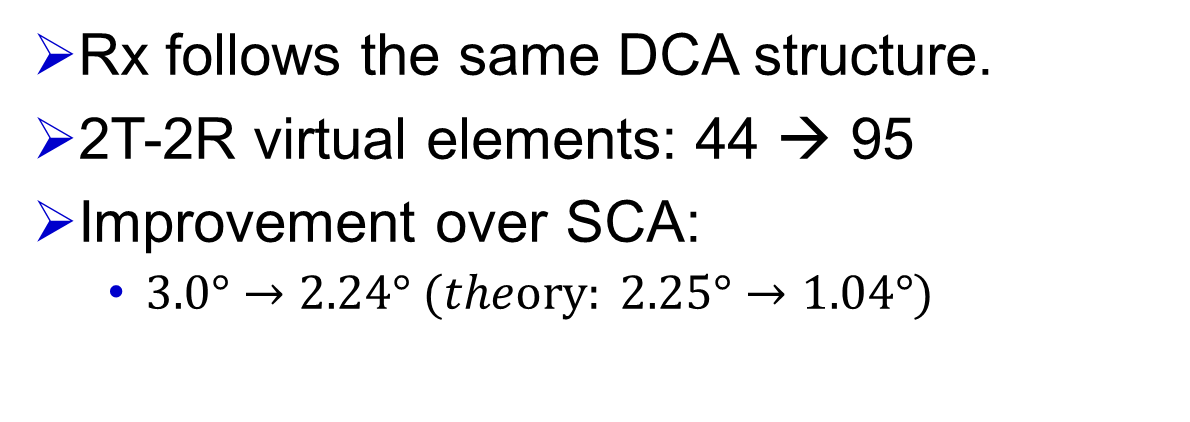 ➢Rx follows the same DCA structure.
➢2T-2R virtual elements: 44 → 95
➢Improvement over SCA:
• 3.0° → 2.24° (theory: 2.25° → 1.04°)